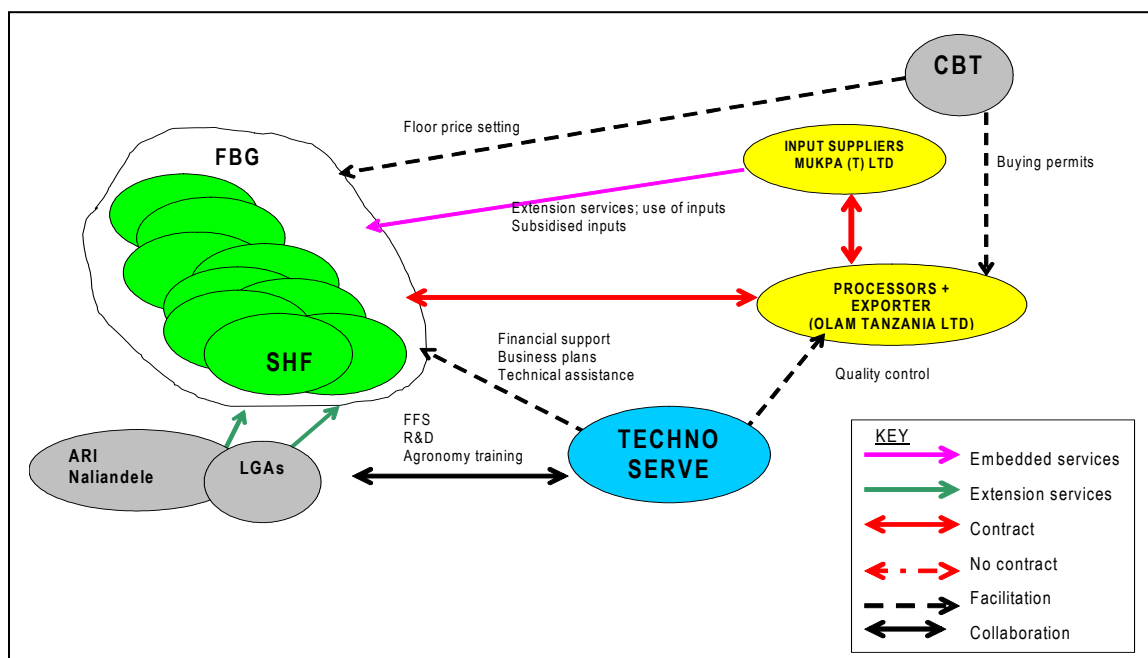 CBT
Floor price setting
FBG
INPUT SUPPLIERS
MUKPA (T) LTD
Buying permits
Extension services; use of inputs
Subsidised inputs
PROCESSORS +
EXPORTER
(OLAM TANZANIA LTD)
SHF
Financial support
Business plans
Technical assistance
Quality control
FFS
R&D
Agronomy training
TECHNO
SERVE
ARI
Naliandele
LGAs
KEY
Embedded services
Extension services
Contract
No contract
Facilitation
Collaboration